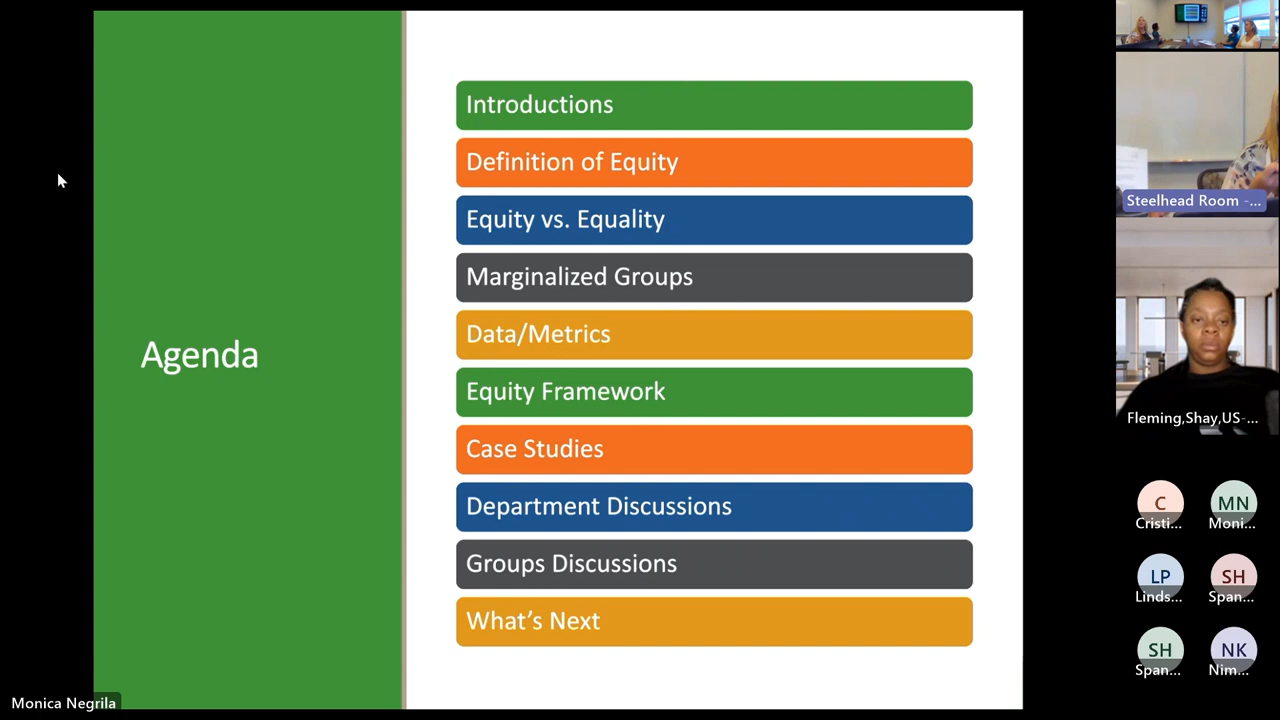 Agenda
Introductions
Definition of Equity
Equity vs. Equality
Marginalized Groups
Data/Metrics
Equity Framework
Case Studies
Department Discussions
Groups Discussions
What’s Next
Monica Negrila
Steelhead Room -...
Fleming,Shay,US-...
C
Cristi...
MN
Moni...
LP
Linds...
SH
Span...
SH
Span...
NK
Nim...